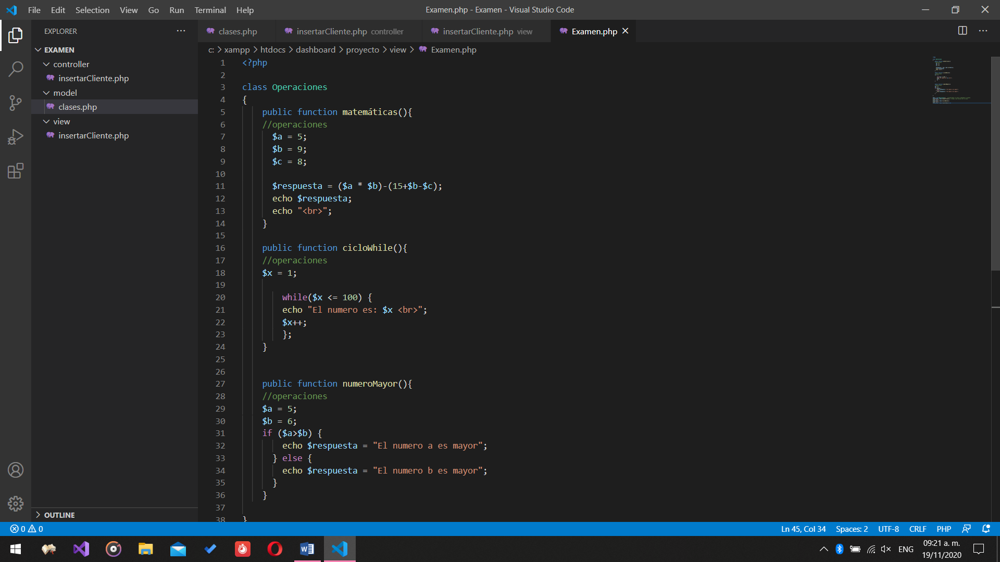 File Edit Selection View Go Run Terminal Help
Examen.php - Examen - Visual Studio Code
EXPLORER
EXAMEN
controller
insertarCliente.php
model
clases.php
view
insertarCliente.php
OUTLINE
clases.php insertarCliente.php controller insertarCliente.php view Examen.php
c: > xampp > htdocs > dashboard > proyecto > view > Examen.php
1 <?php
2
3 class Operaciones
4 {
5 public function matemáticas(){
6 //operaciones
7 $a = 5;
8 $b = 9;
9 $c = 8;
10
11 $respuesta = ($a * $b)-(15+$b-$c);
12 echo $respuesta;
13 echo "<br>";
14 }
15
16 public function cicloWhile(){
17 //operaciones
18 $x = 1;
19
20 while($x <= 100) {
21 echo "El numero es: $x <br>";
22 $x++;
23 };
24 }
25
26
27 public function numeroMayor(){
28 //operaciones
29 $a = 5;
30 $b = 6;
31 if ($a>$b) {
32 echo $respuesta = "El numero a es mayor";
33 } else {
34 echo $respuesta = "El numero b es mayor";
35 }
36 }
37
38 }
0 0
Ln 45, Col 34 Spaces: 2 UTF-8 CRLF PHP
W
ENG
09:21 a. m.
19/11/2020